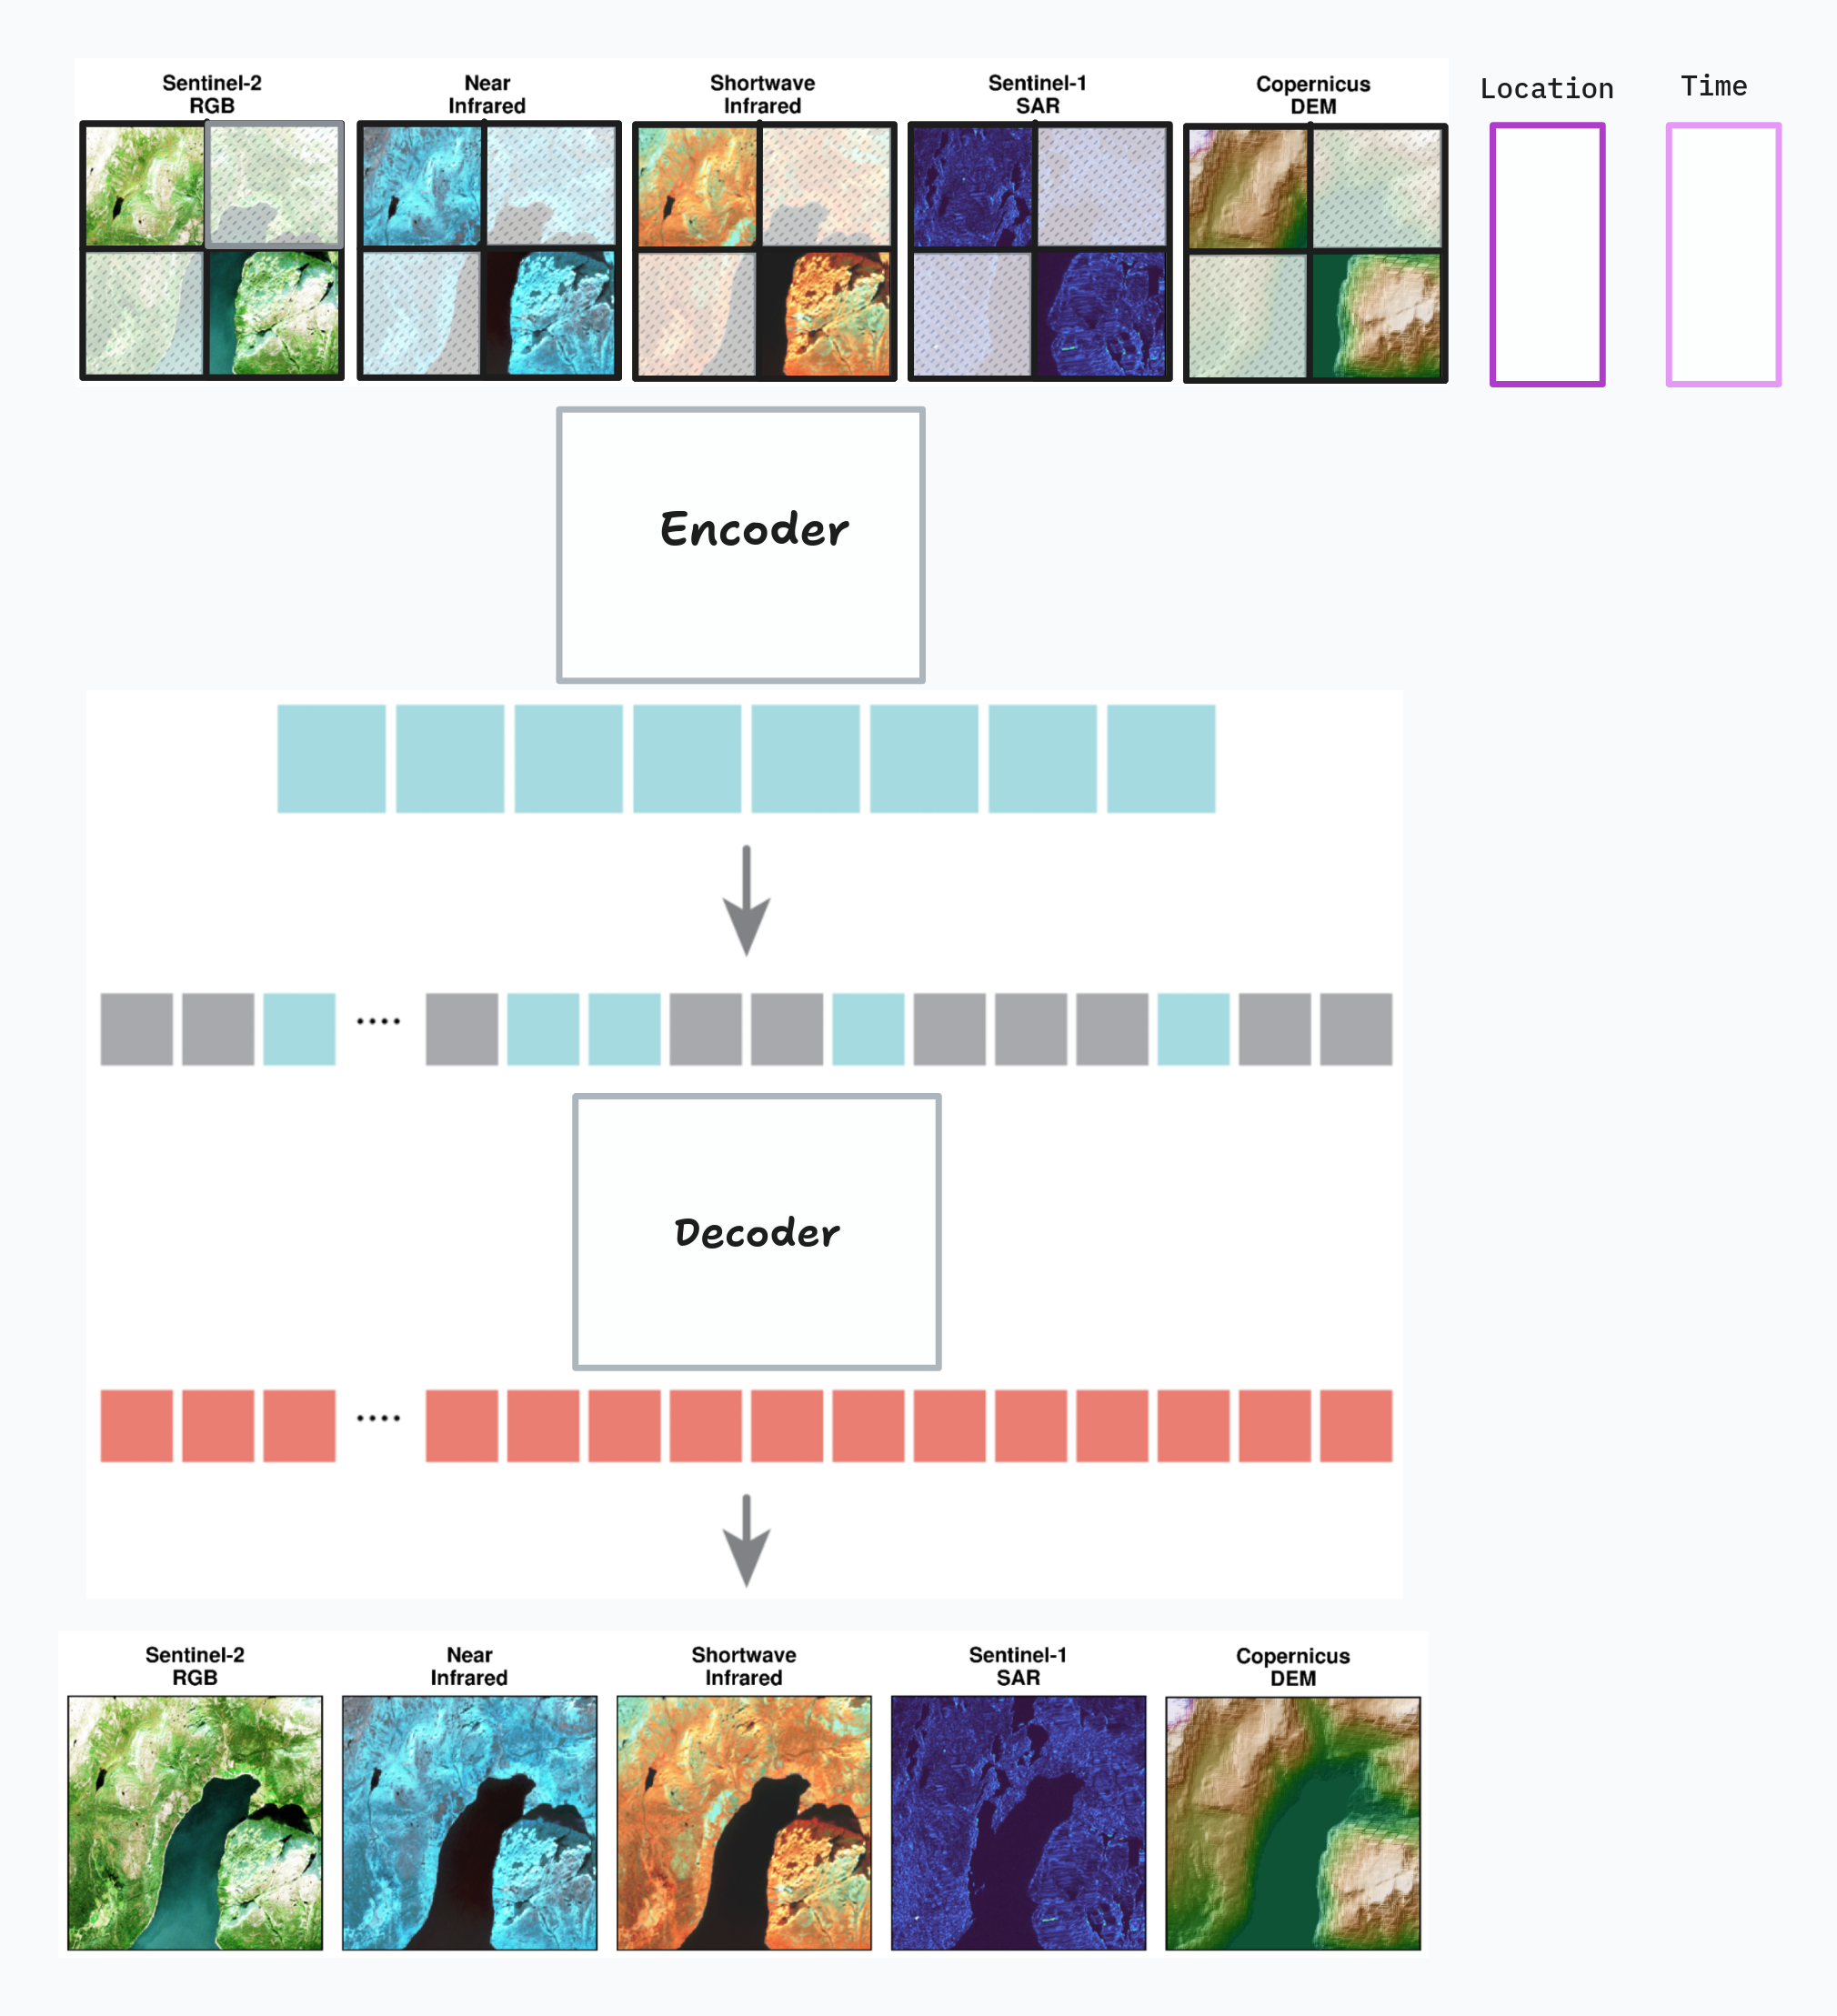 Sentinel-2
RGB
Near
Infrared
Shortwave
Infrared
Sentinel-1
SAR
Copernicus
DEM
Location
Time
Encoder
....
Decoder
....
Sentinel-2
RGB
Near
Infrared
Shortwave
Infrared
Sentinel-1
SAR
Copernicus
DEM